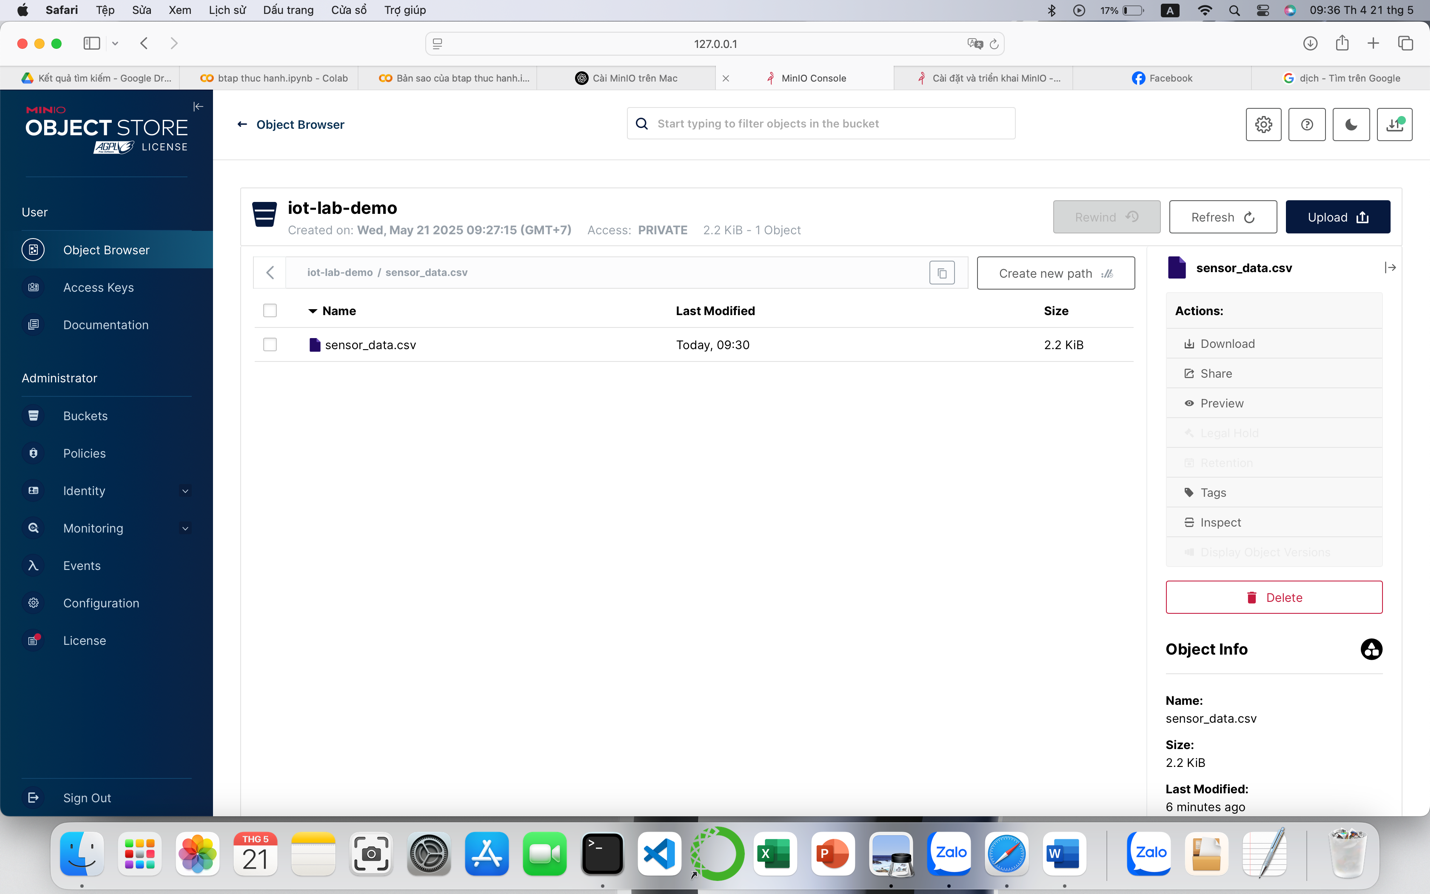 Safari Tệp Sửa Xem Lịch sử Dấu trang Cửa sổ Trợ giúp 17% A 09:36 Th 4 21 thg 5
127.0.0.1
Kết quả tìm kiếm - Google Dr... btap thuc hanh.ipynb - Colab Bản sao của btap thuc hanh.i... Cài MinIO trên Mac MinIO Console Cài đặt và triển khai MinIO -... Facebook dịch - Tìm trên Google
MINIO
OBJECT STORE
AGPLv3 LICENSE
Object Browser
Start typing to filter objects in the bucket
User
Object Browser
Access Keys
Documentation
Administrator
Buckets
Policies
Identity
Monitoring
Events
Configuration
License
Sign Out
iot-lab-demo
Created on: Wed, May 21 2025 09:27:15 (GMT+7) Access: PRIVATE 2.2 KiB - 1 Object
Rewind Refresh Upload
iot-lab-demo / sensor_data.csv
Create new path
Name Last Modified Size
sensor_data.csv Today, 09:30 2.2 KiB
sensor_data.csv
Actions:
Download
Share
Preview
Legal Hold
Retention
Tags
Inspect
Display Object Versions
Delete
Object Info
Name:
sensor_data.csv
Size:
2.2 KiB
Last Modified:
6 minutes ago
THG 5
21
>_
X
P
Zalo
W
Zalo